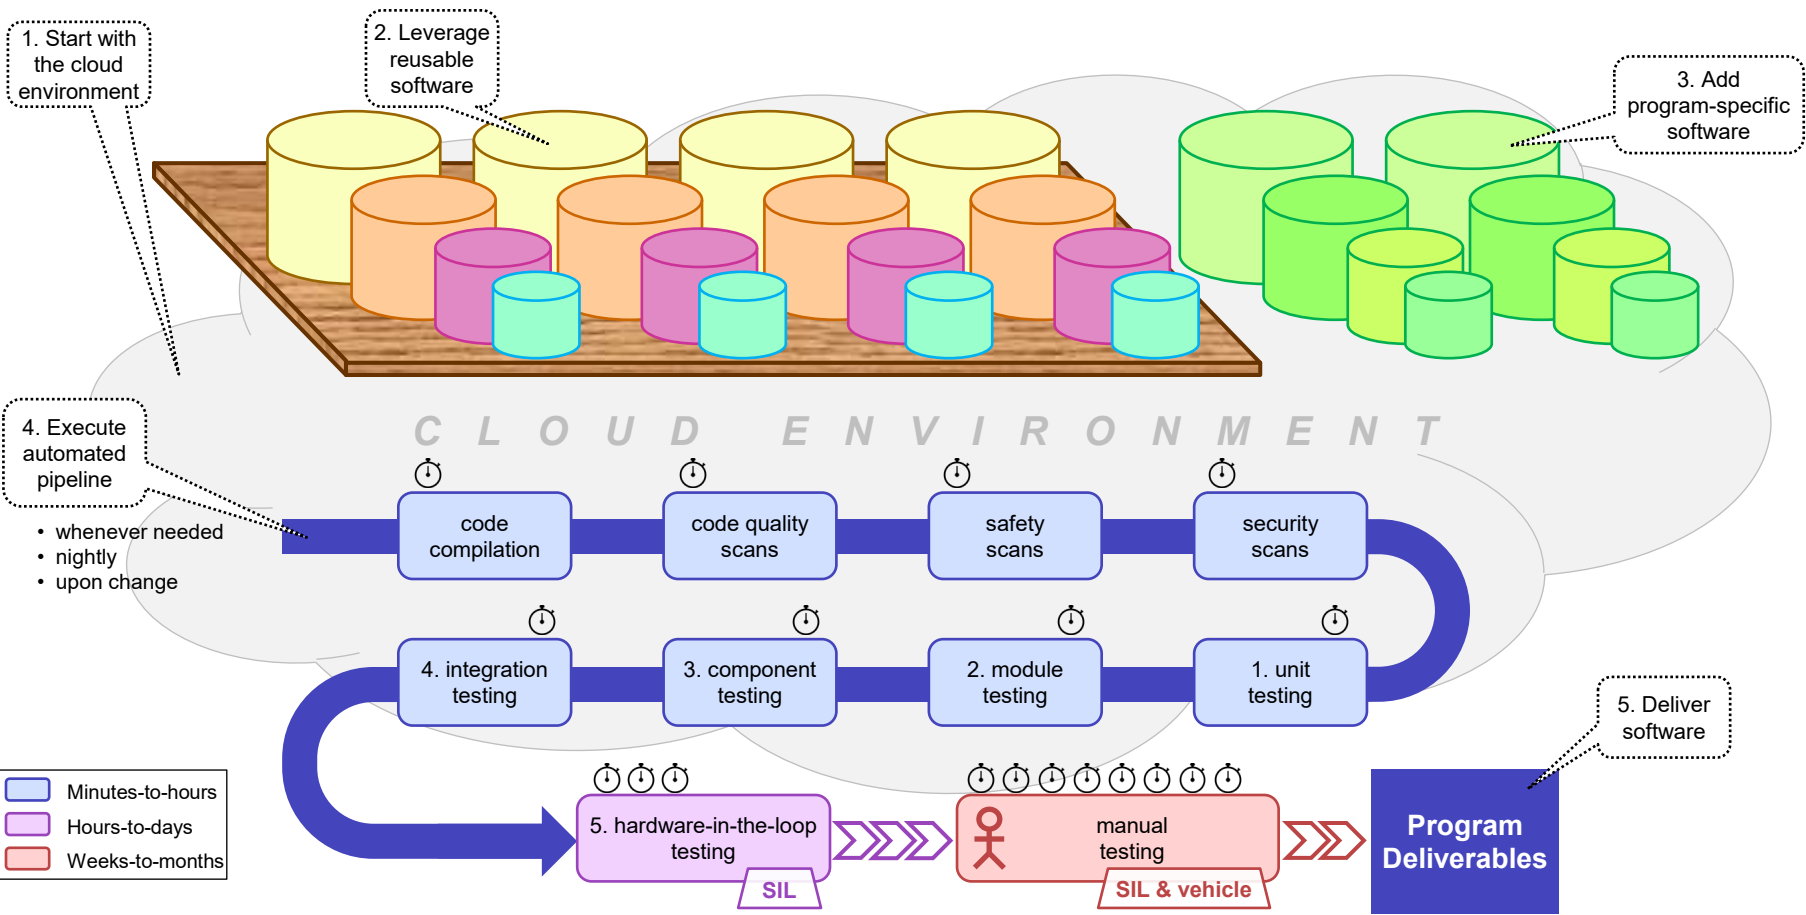 1. Start with
the cloud
environment
2. Leverage
reusable
software
3. Add
program-specific
software
CLOUD ENVIRONMENT
4. Execute
automated
pipeline
• whenever needed
• nightly
• upon change
code
compilation
code quality
scans
safety
scans
security
scans
4. integration
testing
3. component
testing
2. module
testing
1. unit
testing
5. Deliver
software
Minutes-to-hours
Hours-to-days
Weeks-to-months
5. hardware-in-the-loop
testing
SIL
manual
testing
SIL & vehicle
Program
Deliverables